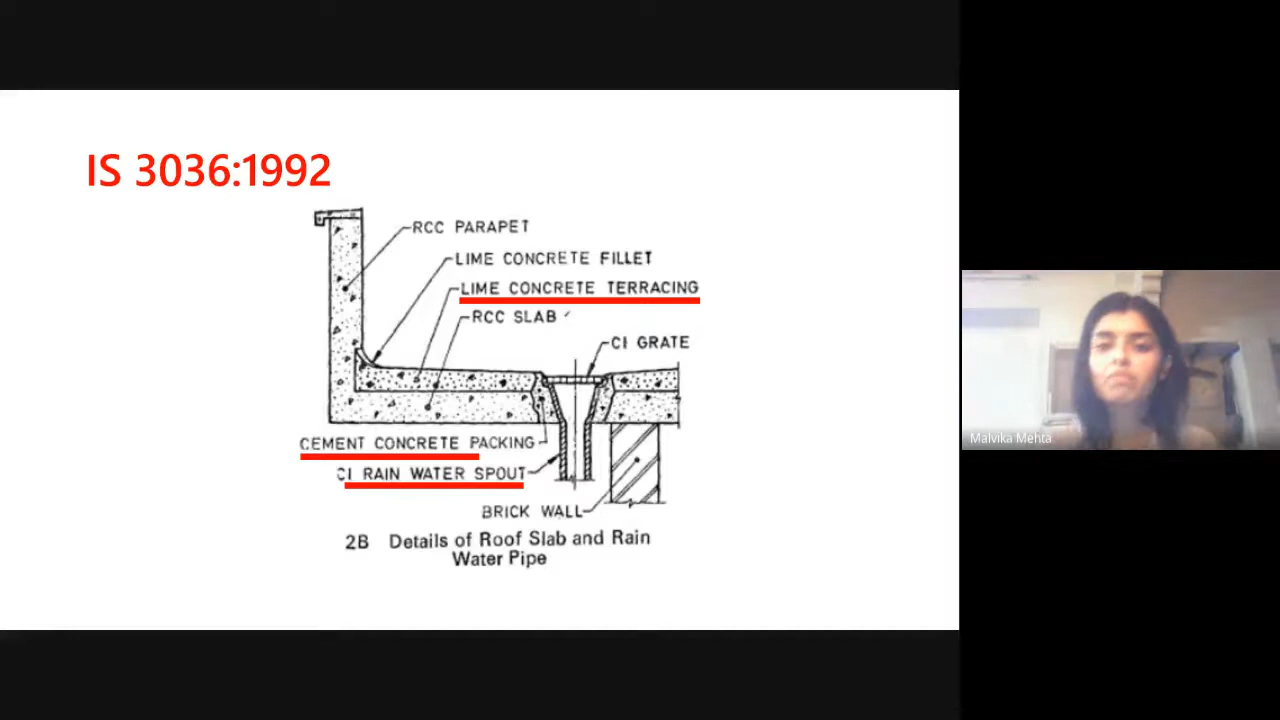 IS 3036:1992
RCC PARAPET
LIME CONCRETE FILLET
LIME CONCRETE TERRACING
RCC SLAB
CI GRATE
CEMENT CONCRETE PACKING
CI RAIN WATER SPOUT
BRICK WALL
2B Details of Roof Slab and Rain
Water Pipe
Malvika Mehta